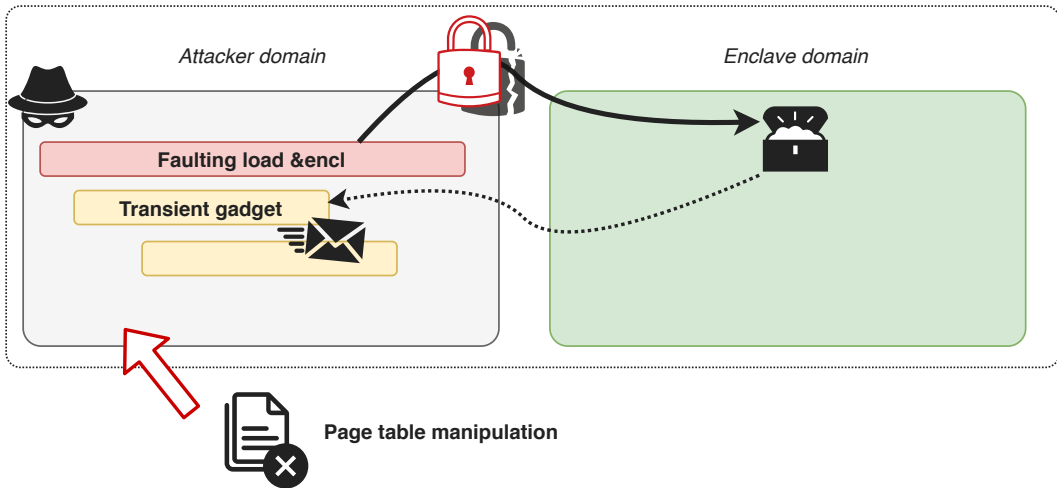 Attacker domain
Enclave domain
Faulting load &encl
Transient gadget
Page table manipulation